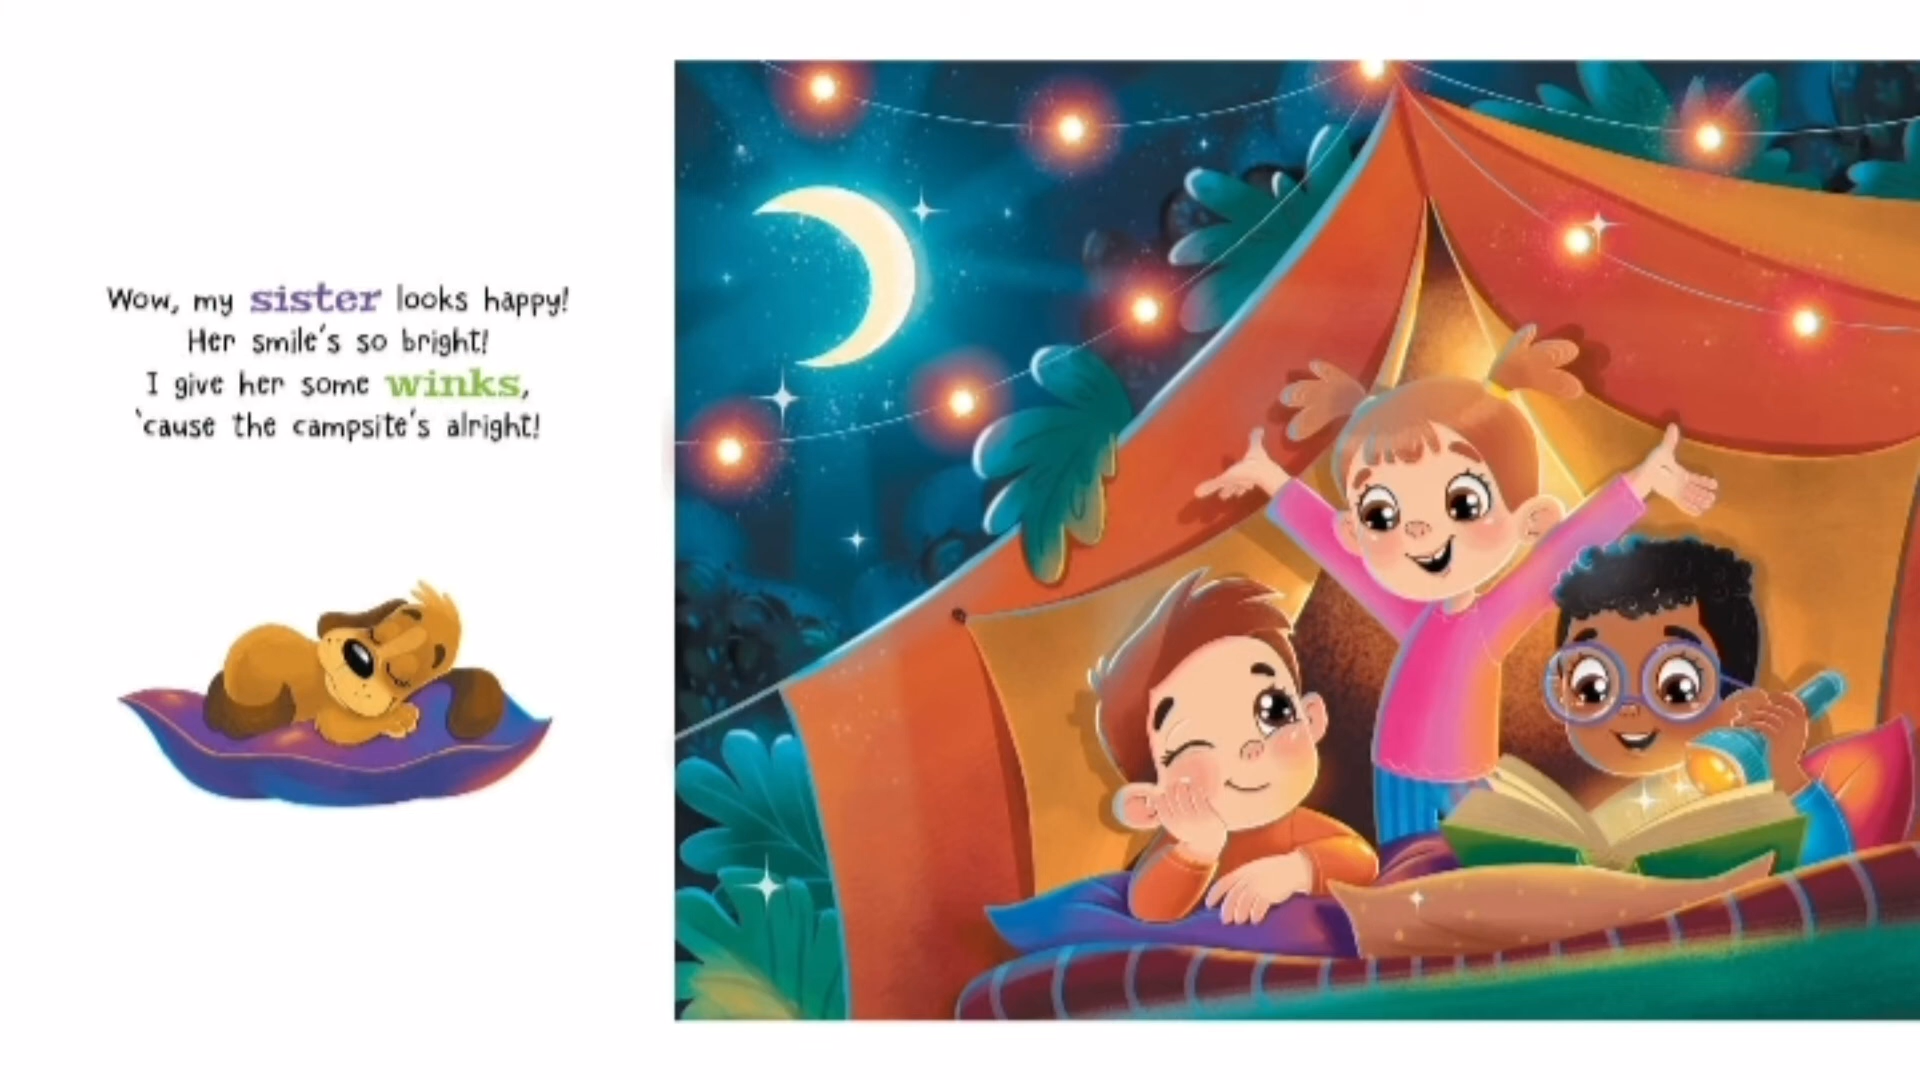 Wow, my sister looks happy!
Her smile's so bright!
I give her some winks,
'cause the campsite's alright!